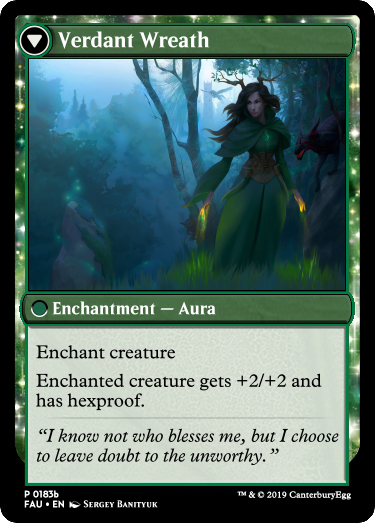 Verdant Wreath
Enchantment — Aura
Enchant creature
Enchanted creature gets +2/+2 and
has hexproof.
“I know not who blesses me, but I choose
to leave doubt to the unworthy.”
P 0183b
FAU • EN Sergey Banityuk
™ & © 2019 CanterburyEgg